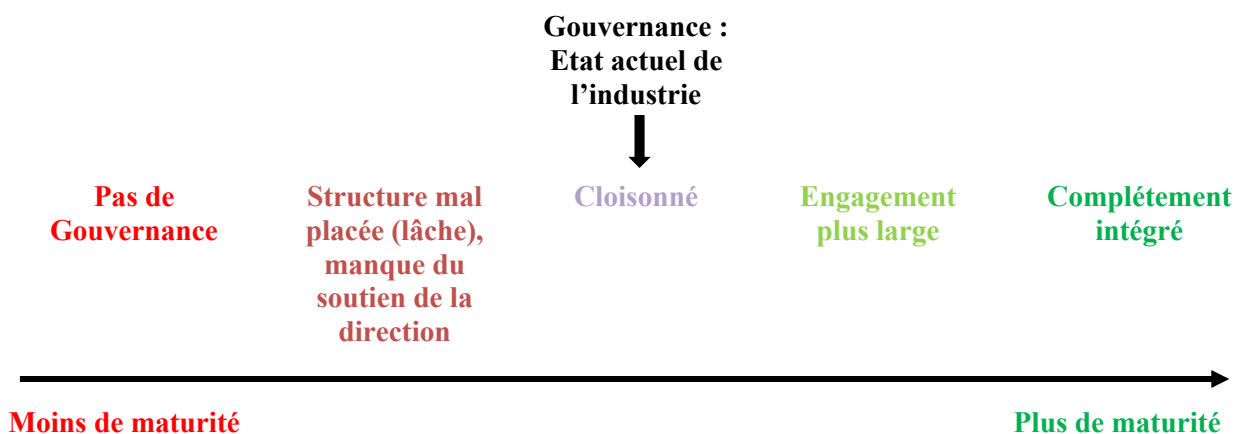 Gouvernance :
Etat actuel de
l’industrie
Pas de
Gouvernance
Structure mal
placée (lâche),
manque du
soutien de la
direction
Cloisonné
Engagement
plus large
Complétement
intégré
Moins de maturité
Plus de maturité